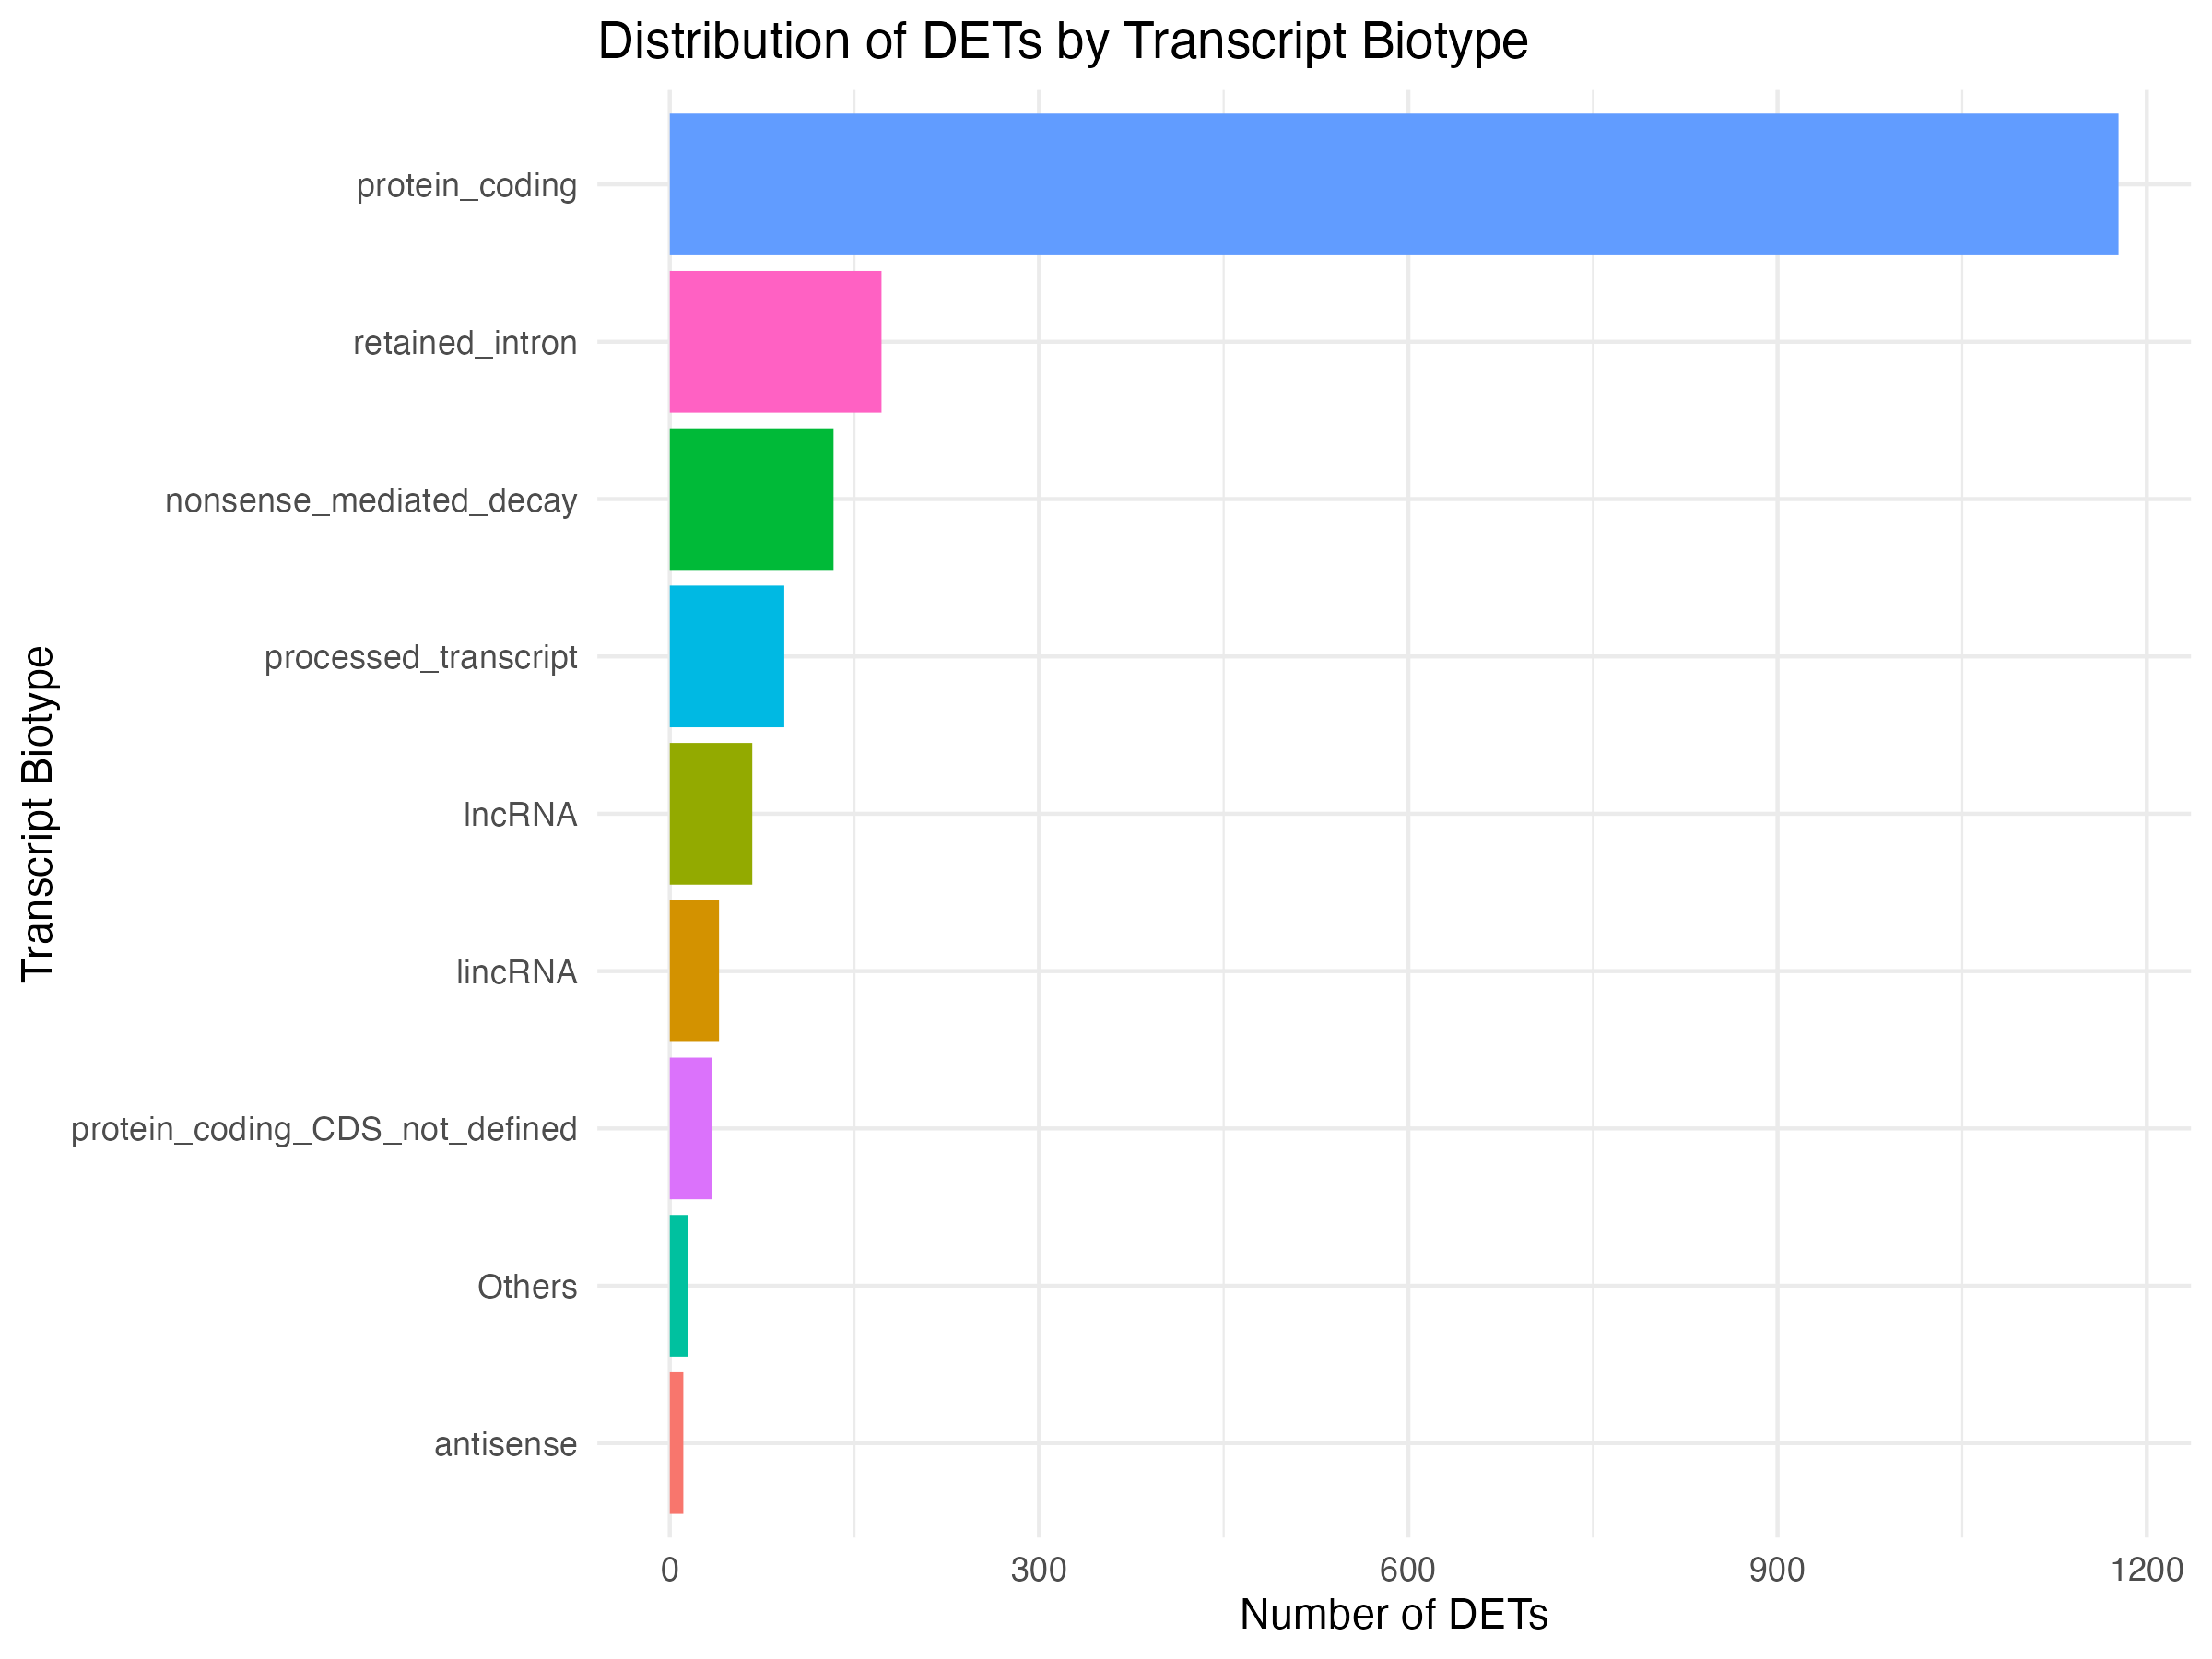 Distribution of DETs by Transcript Biotype
protein_coding
retained_intron
nonsense_mediated_decay
processed_transcript
lncRNA
lincRNA
protein_coding_CDS_not_defined
Others
antisense
Transcript Biotype
0 300 600 900 1200
Number of DETs